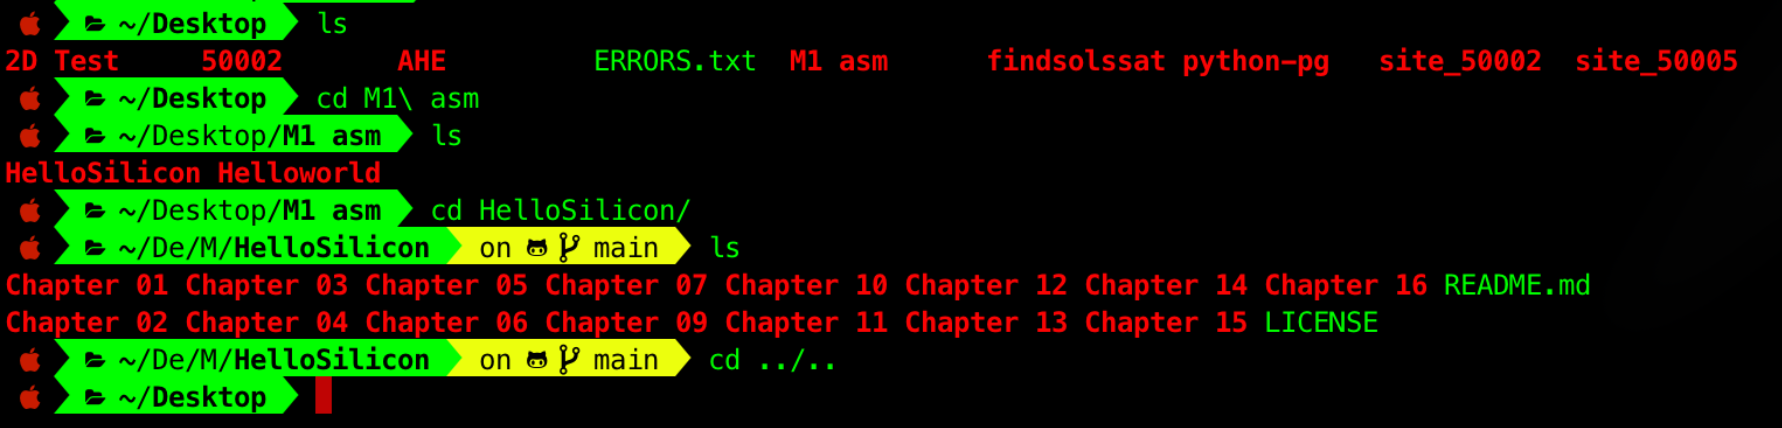 ~/Desktop ls
2D Test 50002 AHE ERRORS.txt M1 asm findsolssat python-pg site_50002 site_50005
~/Desktop cd M1\ asm
~/Desktop/M1 asm ls
HelloSilicon Helloworld
~/Desktop/M1 asm cd HelloSilicon/
~/De/M/HelloSilicon on main ls
Chapter 01 Chapter 03 Chapter 05 Chapter 07 Chapter 10 Chapter 12 Chapter 14 Chapter 16 README.md
Chapter 02 Chapter 04 Chapter 06 Chapter 09 Chapter 11 Chapter 13 Chapter 15 LICENSE
~/De/M/HelloSilicon on main cd ../..
~/Desktop